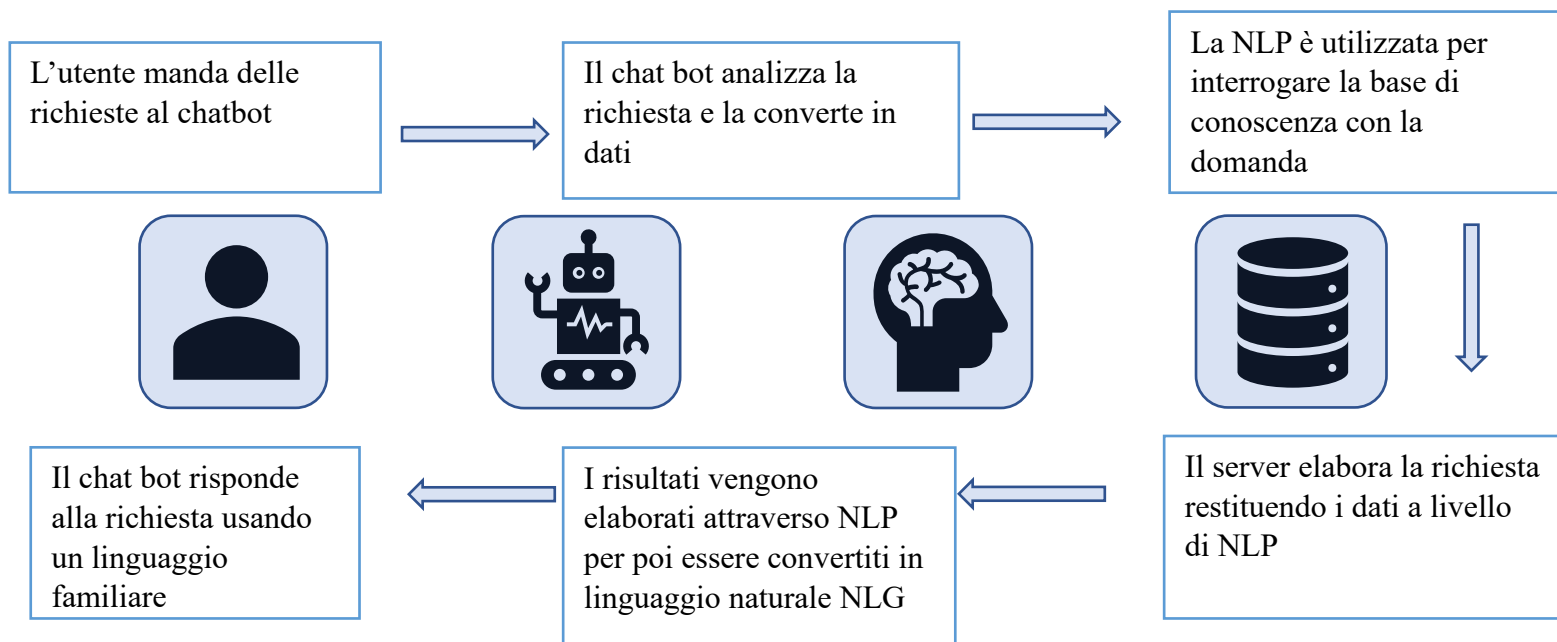 L’utente manda delle
richieste al chatbot
Il chat bot analizza la
richiesta e la converte in
dati
La NLP è utilizzata per
interrogare la base di
conoscenza con la
domanda
Il chat bot risponde
alla richiesta usando
un linguaggio
familiare
I risultati vengono
elaborati attraverso NLP
per poi essere convertiti in
linguaggio naturale NLG
Il server elabora la richiesta
restituendo i dati a livello
di NLP